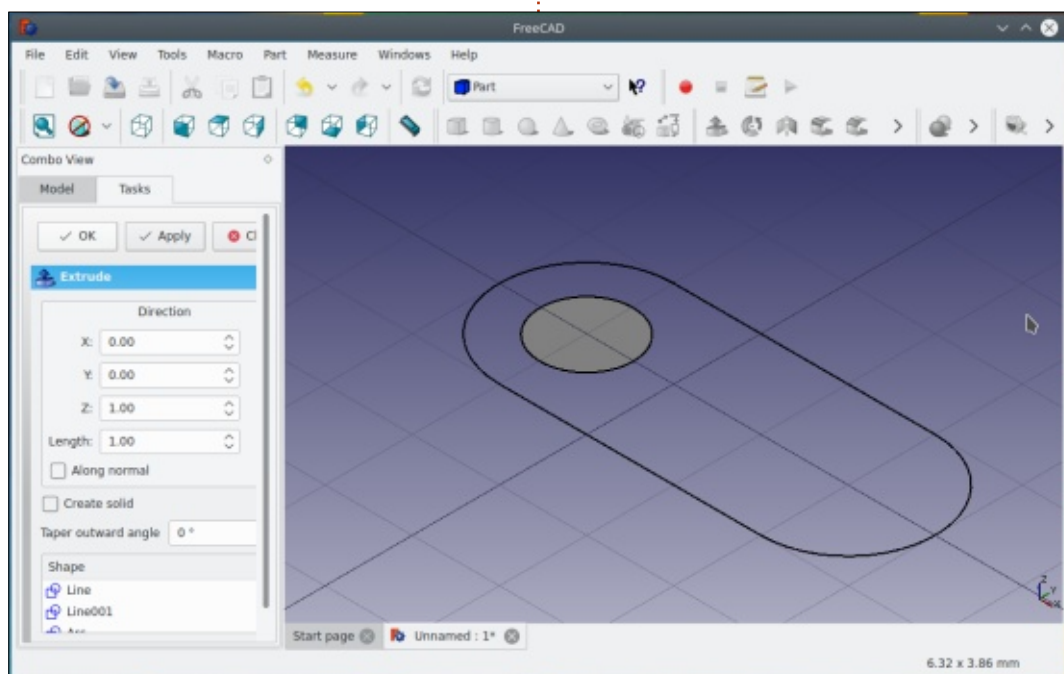 FreeCAD
File Edit View Tools Macro Part Measure Windows Help
Part
Combo View
Model Tasks
OK Apply Cl
Extrude
Direction
X: 0.00
Y: 0.00
Z: 1.00
Length: 1.00
Along normal
Create solid
Taper outward angle 0 °
Shape
Line
Line001
Arc
Z
Y
X
Start page Unnamed : 1*
6.32 x 3.86 mm